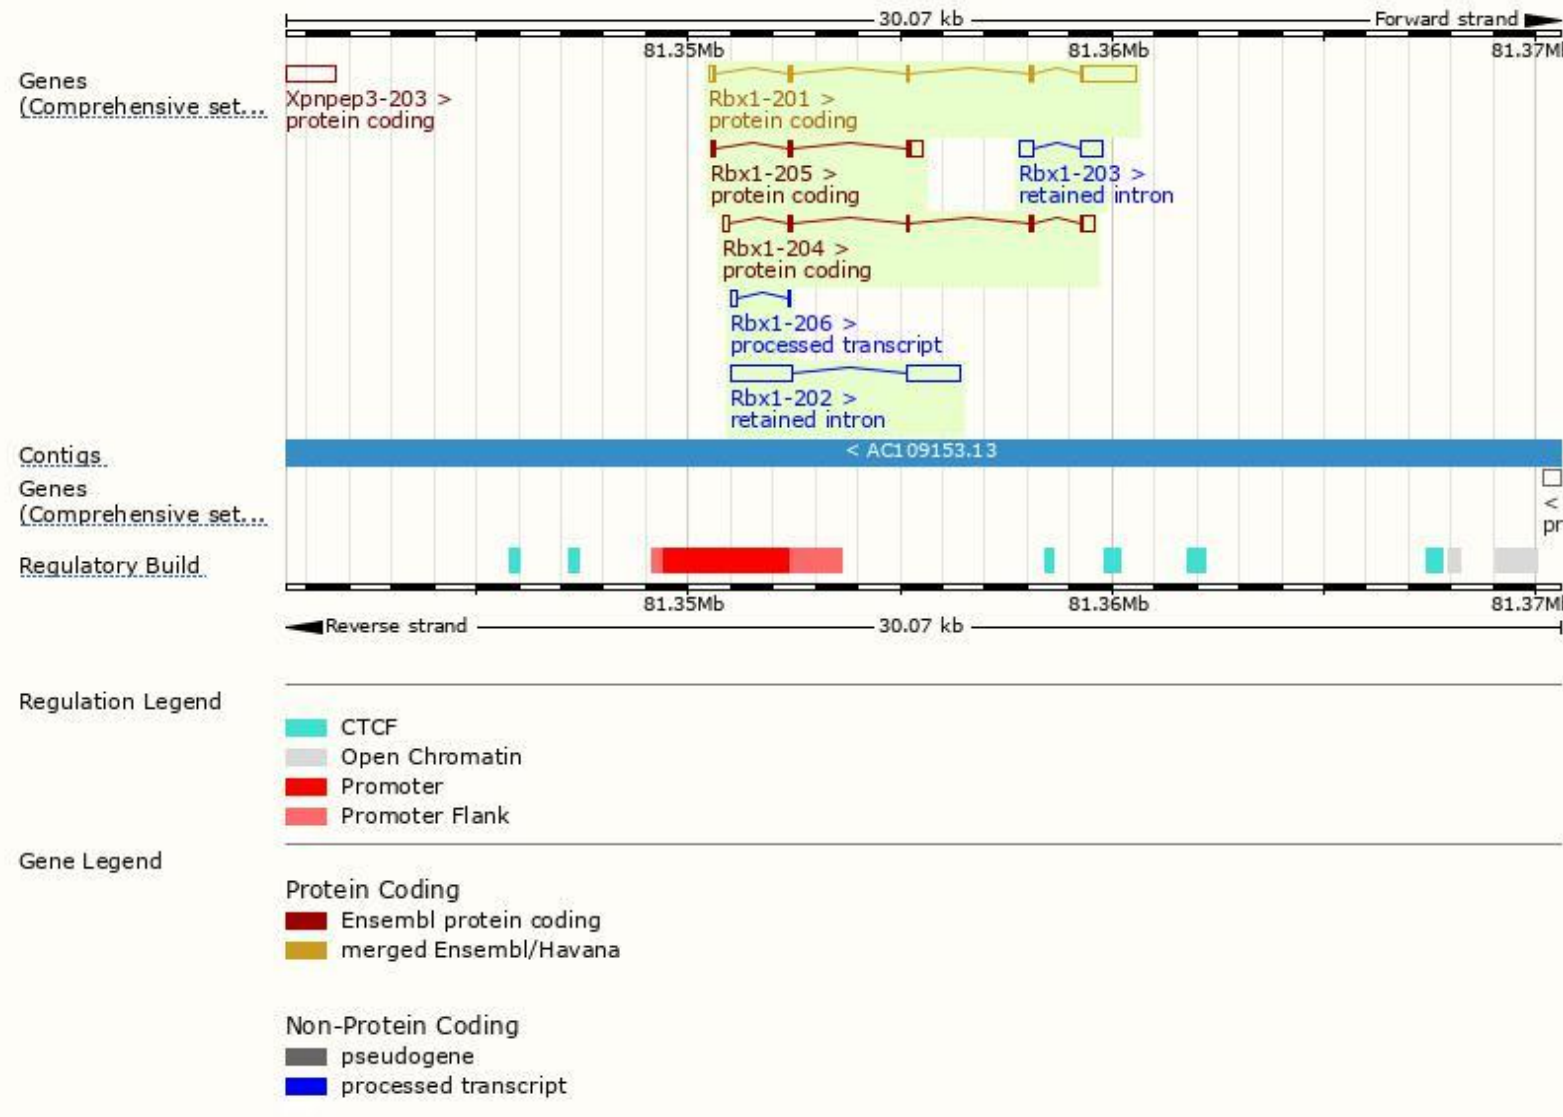 30.07 kb Forward strand
81.35Mb 81.36Mb 81.37M
Genes
(Comprehensive set...
Xpnpep3-203 >
protein coding
Rbx1-201 >
protein coding
Rbx1-205 >
protein coding
Rbx1-203 >
retained intron
Rbx1-204 >
protein coding
Rbx1-206 >
processed transcript
Rbx1-202 >
retained intron
Contigs
< AC109153.13
Genes
(Comprehensive set...
<
pr
Regulatory Build
81.35Mb 81.36Mb 81.37M
Reverse strand 30.07 kb
Regulation Legend
CTCF
Open Chromatin
Promoter
Promoter Flank
Gene Legend
Protein Coding
Ensembl protein coding
merged Ensembl/Havana
Non-Protein Coding
pseudogene
processed transcript